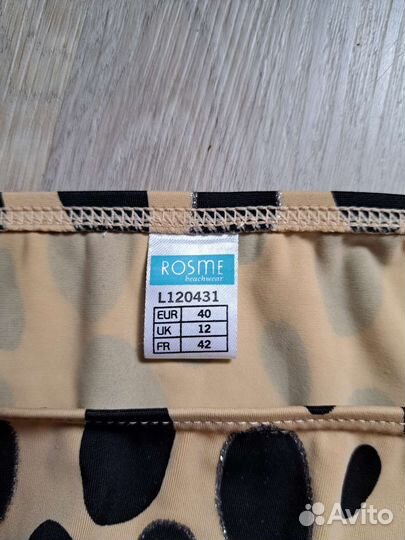 ROSME
beachwear
L120431
EUR 40
UK 12
FR 42
Avito